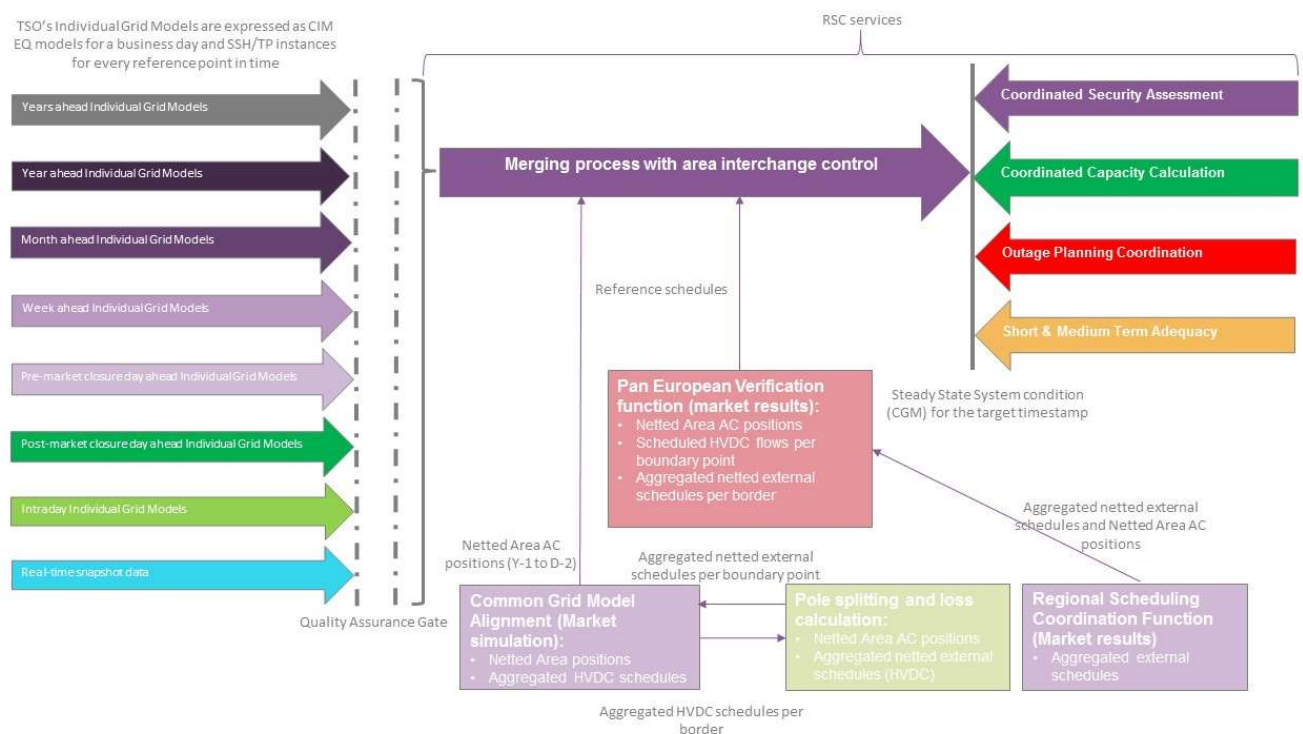 TSO's Individual Grid Models are expressed as CIM
EQ models for a business day and SSH/TP instances
for every reference point in time
RSC services
Years ahead Individual Grid Models
Year ahead Individual Grid Models
Month ahead Individual Grid Models
Week ahead Individual Grid Models
Pre-market closure day ahead Individual Grid Models
Post-market closure day ahead Individual Grid Models
Intraday Individual Grid Models
Real-time snapshot data
Quality Assurance Gate
Merging process with area interchange control
Coordinated Security Assessment
Coordinated Capacity Calculation
Outage Planning Coordination
Short & Medium Term Adequacy
Reference schedules
Steady State System condition
(CGM) for the target timestamp
Pan European Verification
function (market results):
• Netted Area AC positions
• Scheduled HVDC flows per
boundary point
• Aggregated netted external
schedules per border
Netted Area AC
positions (Y-1 to D-2)
Aggregated netted external
schedules per boundary point
Aggregated netted external
schedules and Netted Area AC
positions
Common Grid Model
Alignment (Market
simulation):
• Netted Area positions
• Aggregated HVDC schedules
Pole splitting and loss
calculation:
• Netted Area AC positions
• Aggregated netted external
schedules (HVDC)
Regional Scheduling
Coordination Function
(Market results)
• Aggregated external
schedules
Aggregated HVDC schedules per
border